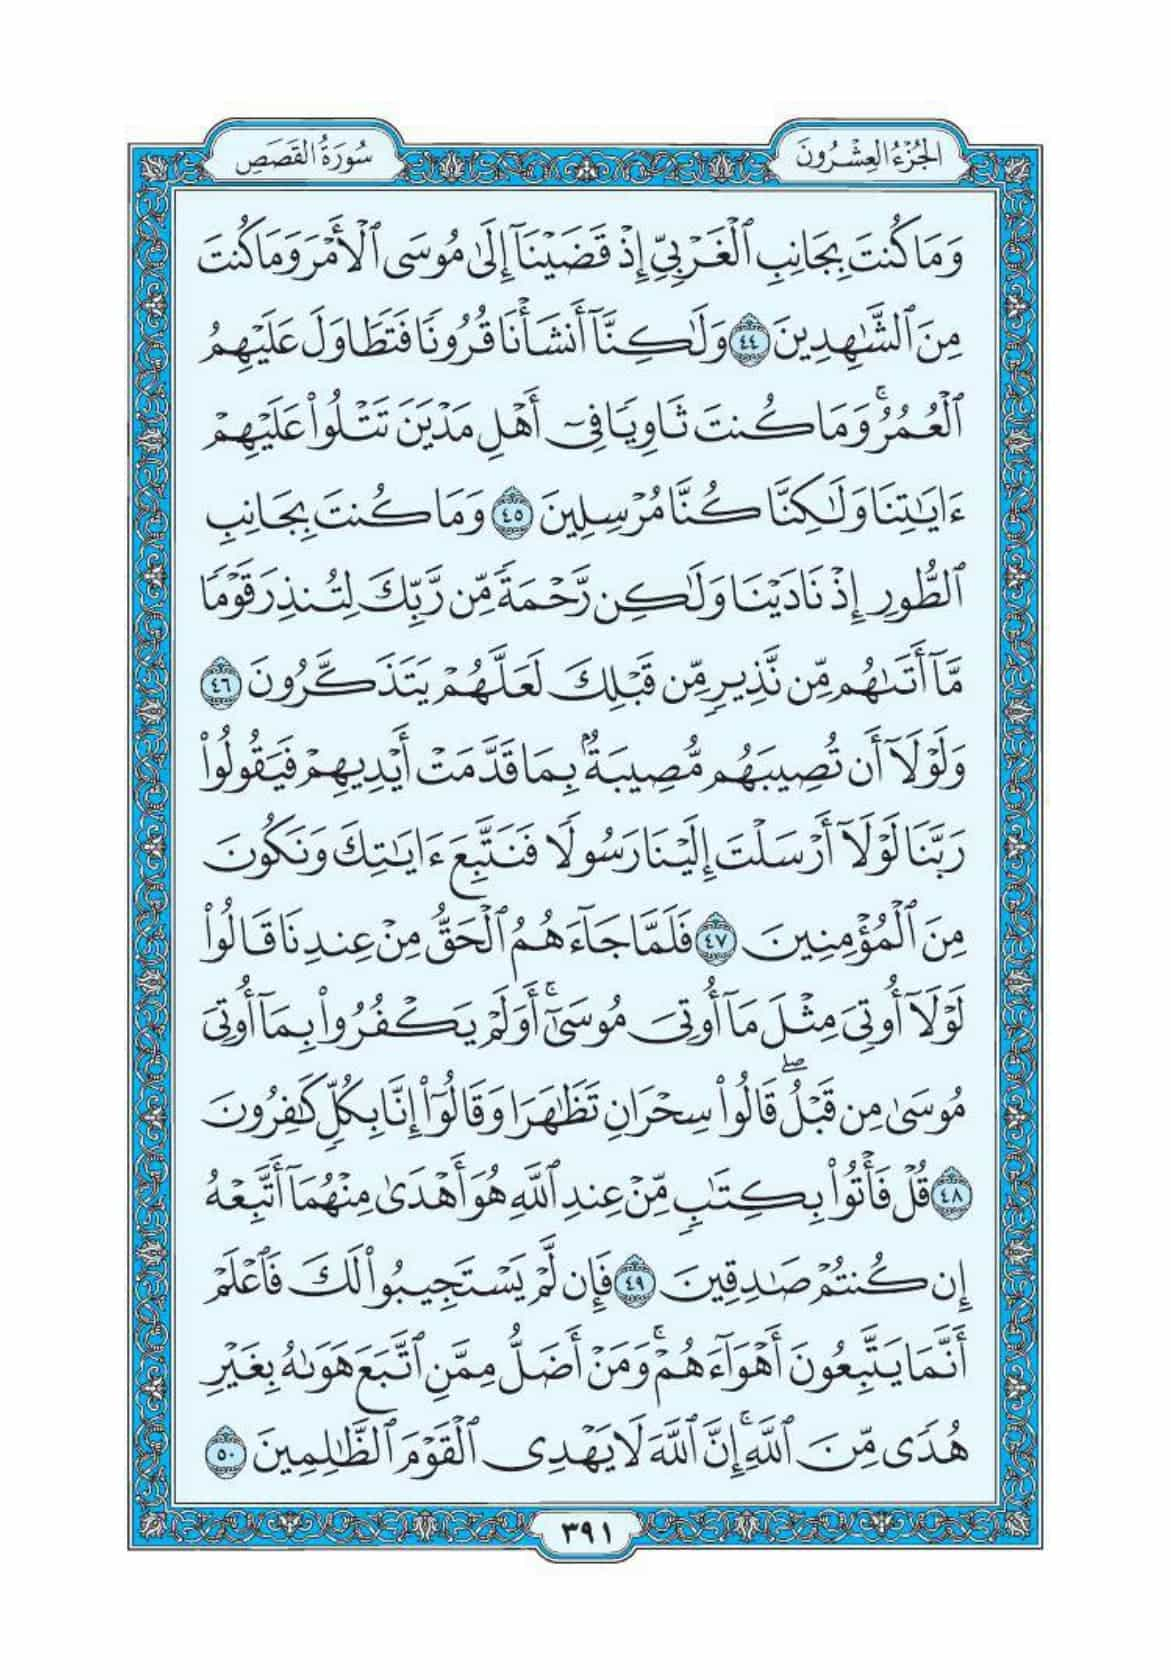 الجُزْءُ العِشْرُونَ
سُورَةُ القَصَصِ
وَمَا كُنتَ بِجَانِبِ ٱلْغَرْبِيِّ إِذْ قَضَيْنَآ إِلَىٰ مُوسَى ٱلْأَمْرَ وَمَا كُنتَ
مِنَ ٱلشَّٰهِدِينَ ٤٤ وَلَٰكِنَّآ أَنشَأْنَا قُرُونًا فَتَطَاوَلَ عَلَيْهِمُ
ٱلْعُمُرُ ۚ وَمَا كُنتَ ثَاوِيًا فِىٓ أَهْلِ مَدْيَنَ تَتْلُوا۟ عَلَيْهِمْ
ءَايَٰتِنَا وَلَٰكِنَّا كُنَّا مُرْسِلِينَ ٤٥ وَمَا كُنتَ بِجَانِبِ
ٱلطُّورِ إِذْ نَادَيْنَا وَلَٰكِن رَّحْمَةً مِّن رَّبِّكَ لِتُنذِرَ قَوْمًا
مَّآ أَتَىٰهُم مِّن نَّذِيرٍ مِّن قَبْلِكَ لَعَلَّهُمْ يَتَذَكَّرُونَ ٤٦
وَلَوْلَآ أَن تُصِيبَهُم مُّصِيبَةٌۢ بِمَا قَدَّمَتْ أَيْدِيهِمْ فَيَقُولُوا۟
رَبَّنَا لَوْلَآ أَرْسَلْتَ إِلَيْنَا رَسُولًا فَنَتَّبِعَ ءَايَٰتِكَ وَنَكُونَ
مِنَ ٱلْمُؤْمِنِينَ ٤٧ فَلَمَّا جَآءَهُمُ ٱلْحَقُّ مِنْ عِندِنَا قَالُوا۟
لَوْلَآ أُوتِىَ مِثْلَ مَآ أُوتِىَ مُوسَىٰٓ ۚ أَوَلَمْ يَكْفُرُوا۟ بِمَآ أُوتِىَ
مُوسَىٰ مِن قَبْلُ ۖ قَالُوا۟ سِحْرَانِ تَظَٰهَرَا وَقَالُوٓا۟ إِنَّا بِكُلٍّ كَٰفِرُونَ
٤٨ قُلْ فَأْتُوا۟ بِكِتَٰبٍ مِّنْ عِندِ ٱللَّهِ هُوَ أَهْدَىٰ مِنْهُمَآ أَتَّبِعْهُ
إِن كُنتُمْ صَٰدِقِينَ ٤٩ فَإِن لَّمْ يَسْتَجِيبُوا۟ لَكَ فَٱعْلَمْ
أَنَّمَا يَتَّبِعُونَ أَهْوَآءَهُمْ ۚ وَمَنْ أَضَلُّ مِمَّنِ ٱتَّبَعَ هَوَىٰهُ بِغَيْرِ
هُدًى مِّنَ ٱللَّهِ ۚ إِنَّ ٱللَّهَ لَا يَهْدِى ٱلْقَوْمَ ٱلظَّٰلِمِينَ ٥٠
٣٩١